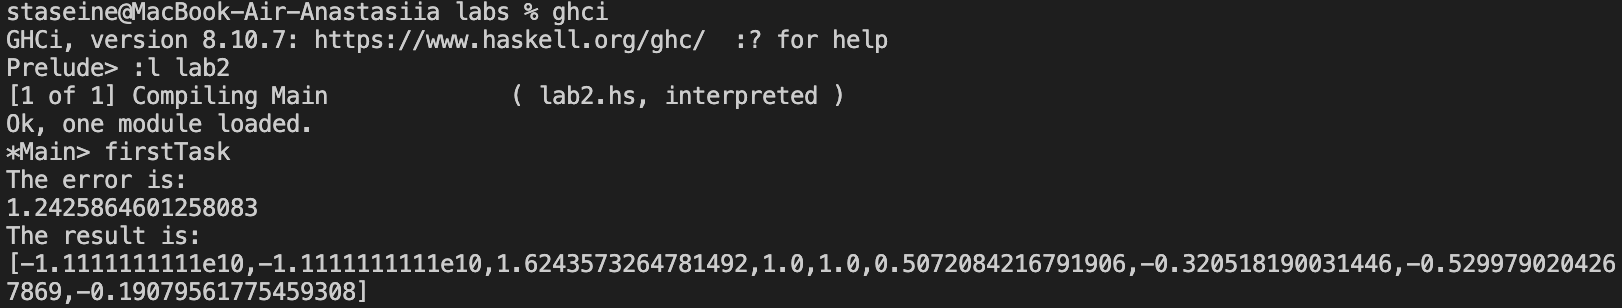 staseine@MacBook-Air-Anastasiia labs % ghci
GHCi, version 8.10.7: https://www.haskell.org/ghc/  :? for help
Prelude> :l lab2
[1 of 1] Compiling Main             ( lab2.hs, interpreted )
Ok, one module loaded.
*Main> firstTask
The error is:
1.2425864601258083
The result is:
[-1.1111111111e10,-1.1111111111e10,1.6243573264781492,1.0,1.0,0.5072084216791906,-0.320518190031446,-0.529979020426
7869,-0.19079561775459308]